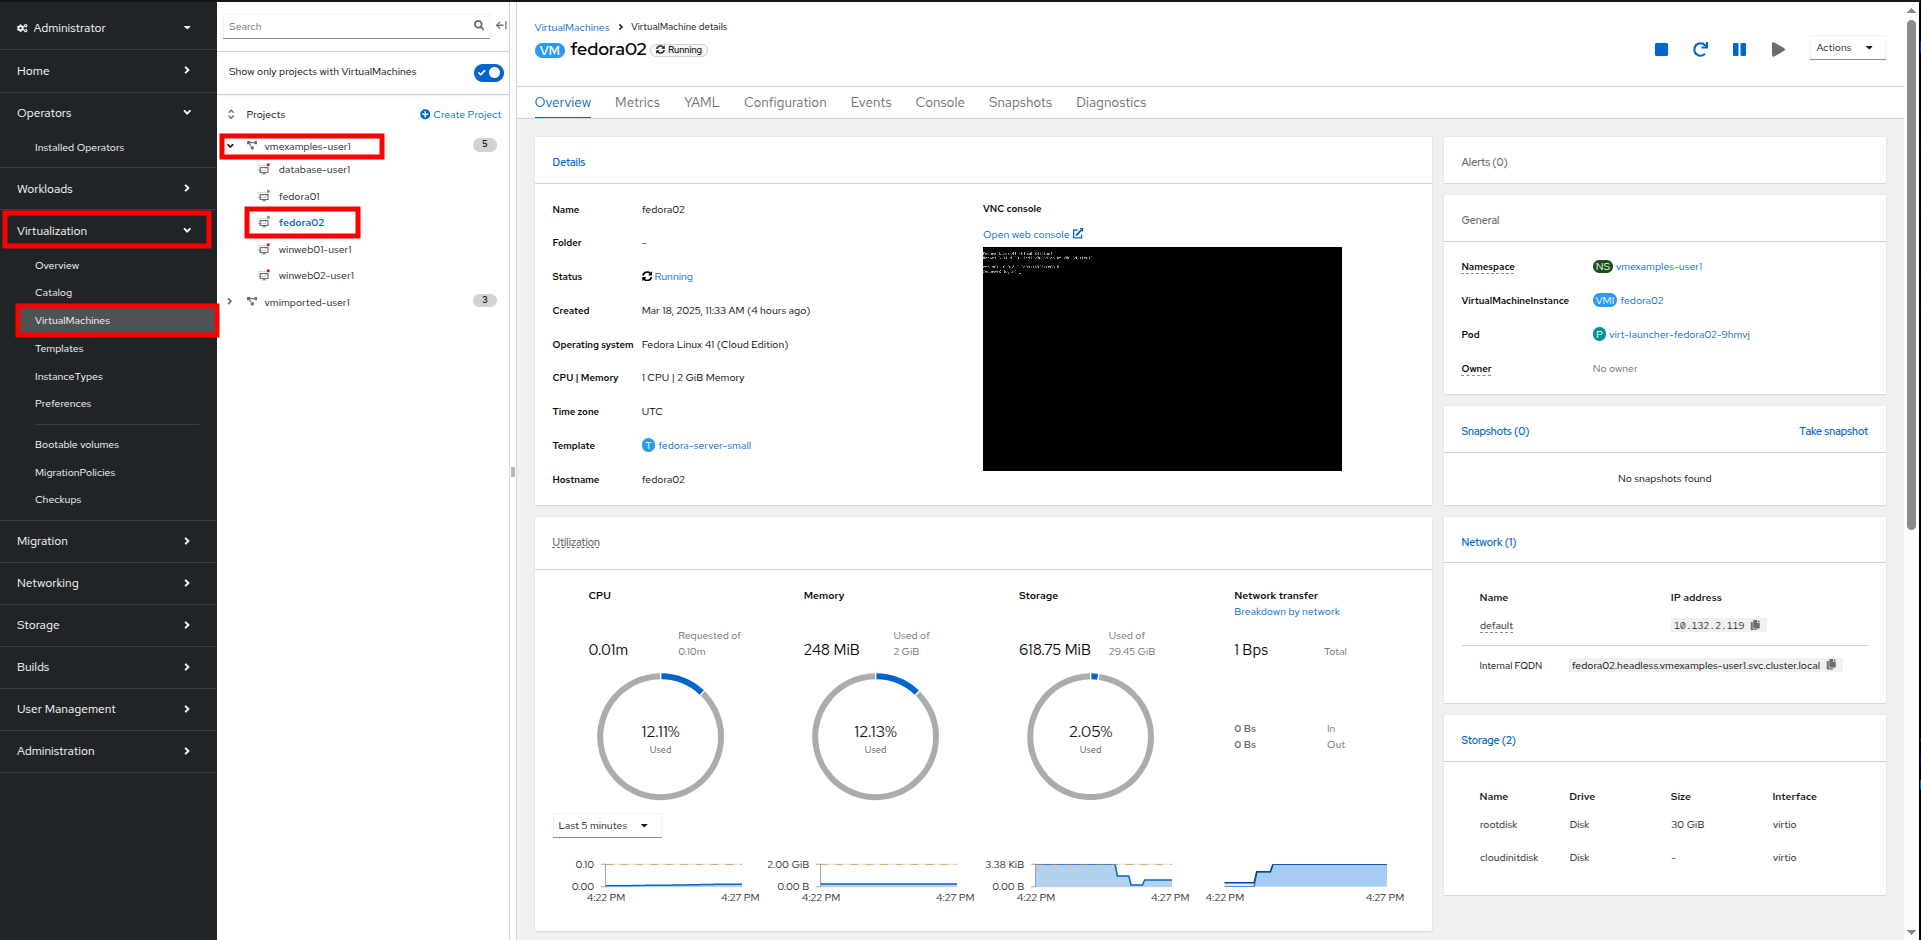 Administrator
Home
Operators
Installed Operators
Workloads
Virtualization
Overview
Catalog
VirtualMachines
Templates
InstanceTypes
Preferences
Bootable volumes
MigrationPolicies
Checkups
Migration
Networking
Storage
Builds
User Management
Administration
Search
Show only projects with VirtualMachines
Projects
Create Project
vmexamples-user1 5
database-user1
fedora01
fedora02
winweb01-user1
winweb02-user1
vmimported-user1 3
VirtualMachines > VirtualMachine details
VM fedora02 Running
Actions
Overview Metrics YAML Configuration Events Console Snapshots Diagnostics
Details
Name fedora02
Folder -
Status Running
Created Mar 18, 2025, 11:33 AM (4 hours ago)
Operating system Fedora Linux 41 (Cloud Edition)
CPU | Memory 1 CPU | 2 GiB Memory
Time zone UTC
Template T fedora-server-small
Hostname fedora02
VNC console
Open web console
Utilization
CPU
0.01m Requested of
0.10m
12.11%
Used
Memory
248 MiB Used of
2 GiB
12.13%
Used
Storage
618.75 MiB Used of
29.45 GiB
2.05%
Used
Network transfer
Breakdown by network
1 Bps Total
0 Bs In
0 Bs Out
Last 5 minutes
0.10
0.00
4:22 PM 4:27 PM
2.00 GiB
0.00 B
4:22 PM 4:27 PM
3.38 KiB
0.00 B
4:22 PM 4:27 PM
4:22 PM 4:27 PM
Alerts (0)
General
Namespace NS vmexamples-user1
VirtualMachineInstance VMI fedora02
Pod P virt-launcher-fedora02-9hmvj
Owner No owner
Snapshots (0) Take snapshot
No snapshots found
Network (1)
Name IP address
default 10.132.2.119
Internal FQDN fedora02.headless.vmexamples-user1.svc.cluster.local
Storage (2)
Name Drive Size Interface
rootdisk Disk 30 GiB virtio
cloudinitdisk Disk - virtio